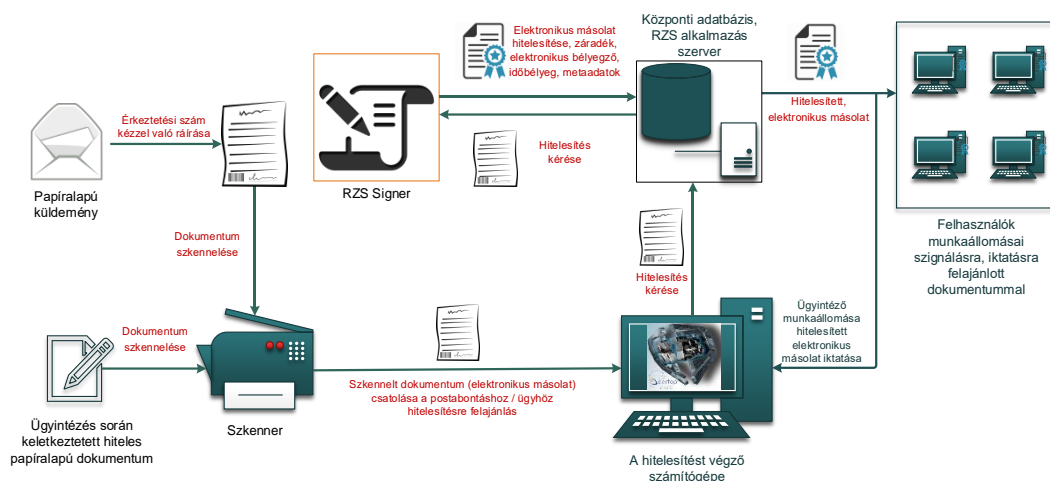 Elektronikus másolat
hitelesítése, záradék,
elektronikus bélyegző,
időbélyeg, metaadatok
Központi adatbázis,
RZS alkalmazás
szerver
Érkeztetési szám
kézzel való ráírása
Hitelesített,
elektronikus másolat
Hitelesítés
kérése
Papíralapú
küldemény
RZS Signer
Dokumentum
szkennelése
Hitelesítés
kérése
Felhasználók
munkaállomásai
szignálásra, iktatásra
felajánlott
dokumentummal
Dokumentum
szkennelése
Ügyintéző
munkaállomása
hitelesített
elektronikus
másolat iktatása
Szkennelt dokumentum (elektronikus másolat)
csatolása a postabontáshoz / ügyhöz
hitelesítésre felajánlás
Ügyintézés során
keletkeztetett hiteles
papíralapú dokumentum
Szkenner
A hitelesítést végző
számítógépe